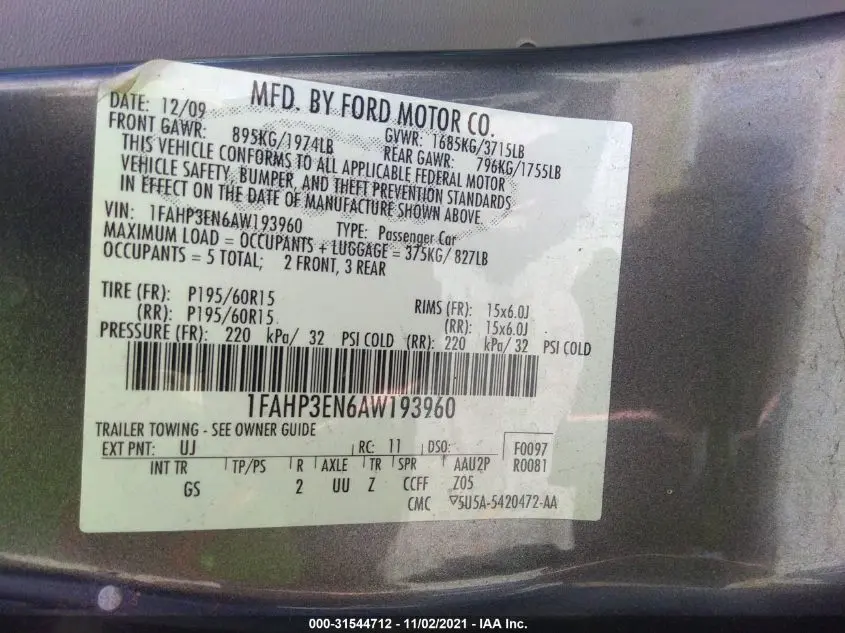 MFD. BY FORD MOTOR CO.
DATE: 12/09 GVWR: 1685KG/3715LB
FRONT GAWR: 895KG/1974LB REAR GAWR: 796KG/1755LB
THIS VEHICLE CONFORMS TO ALL APPLICABLE FEDERAL MOTOR
VEHICLE SAFETY, BUMPER, AND THEFT PREVENTION STANDARDS
IN EFFECT ON THE DATE OF MANUFACTURE SHOWN ABOVE.
VIN: 1FAHP3EN6AW193960 TYPE: Passenger Car
MAXIMUM LOAD = OCCUPANTS + LUGGAGE = 375KG/ 827LB
OCCUPANTS = 5 TOTAL; 2 FRONT, 3 REAR
TIRE (FR): P195/60R15 RIMS (FR): 15x6.0J
(RR): P195/60R15 (RR): 15x6.0J
PRESSURE (FR): 220 kPa/ 32 PSI COLD (RR): 220 kPa/ 32 PSI COLD
1FAHP3EN6AW193960
TRAILER TOWING - SEE OWNER GUIDE
EXT PNT: UJ RC: 11 DSO: F0097
INT TR TP/PS R AXLE TR SPR AAU2P R0081
GS 2 UU Z CCFF Z05
CMC ▽5U5A-5420472-AA
000-31544712 - 11/02/2021 - IAA Inc.